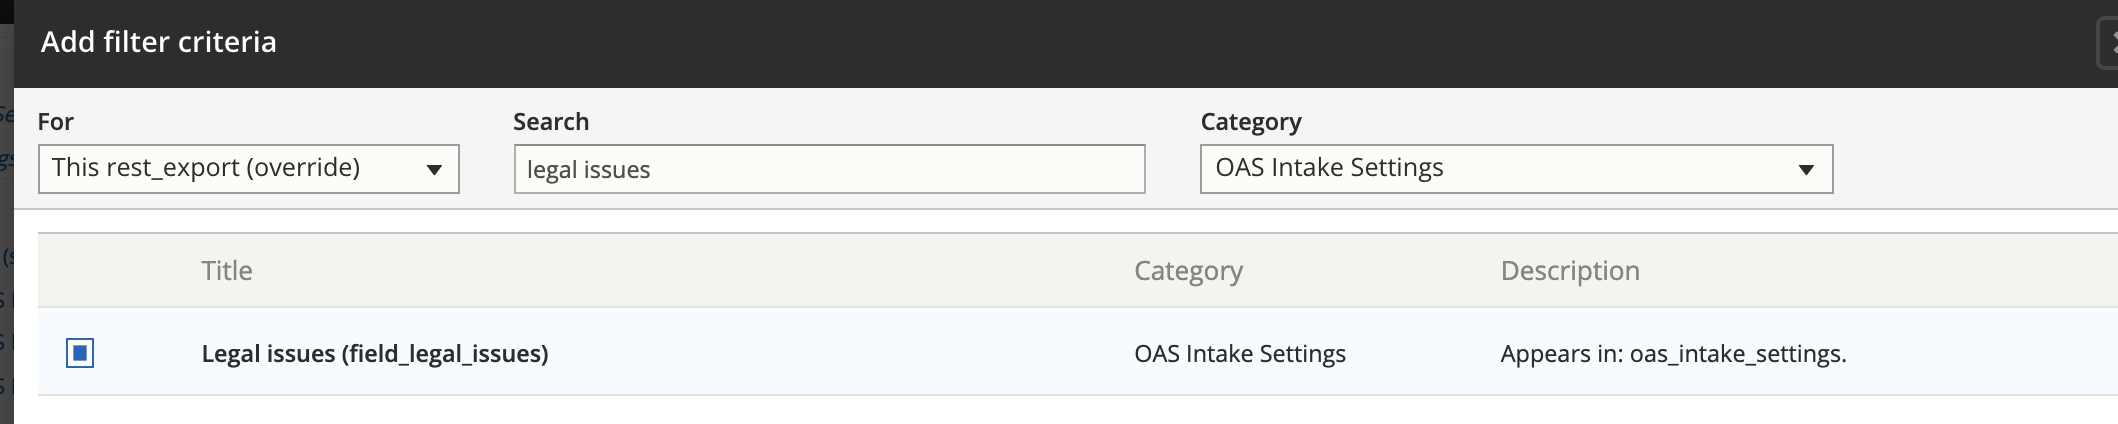 Add filter criteria
For
Search
Category
This rest_export (override)
legal issues
OAS Intake Settings
Title
Category
Description
Legal issues (field_legal_issues)
OAS Intake Settings
Appears in: oas_intake_settings.